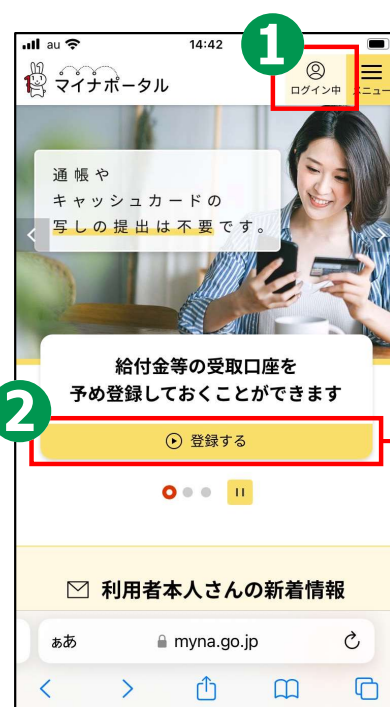 au
14:42
1
マイナポータル
ログイン中
メニュー
通帳や
キャッシュカードの
写しの提出は不要です。
給付金等の受取口座を
予め登録しておくことができます
2
登録する
利用者本人さんの新着情報
ぁあ
myna.go.jp